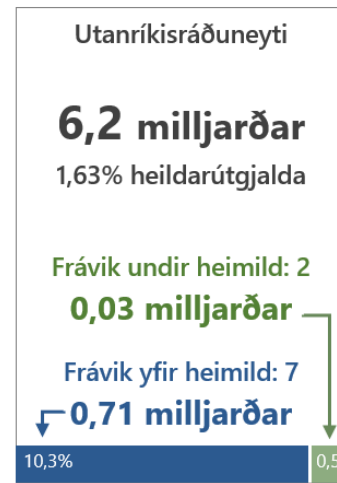 Utanríkisráðuneyti
6,2 milljarðar
1,63% heildarútgjalda
Frávik undir heimild: 2
0,03 milljarðar
Frávik yfir heimild: 7
0,71 milljarðar
10,3%